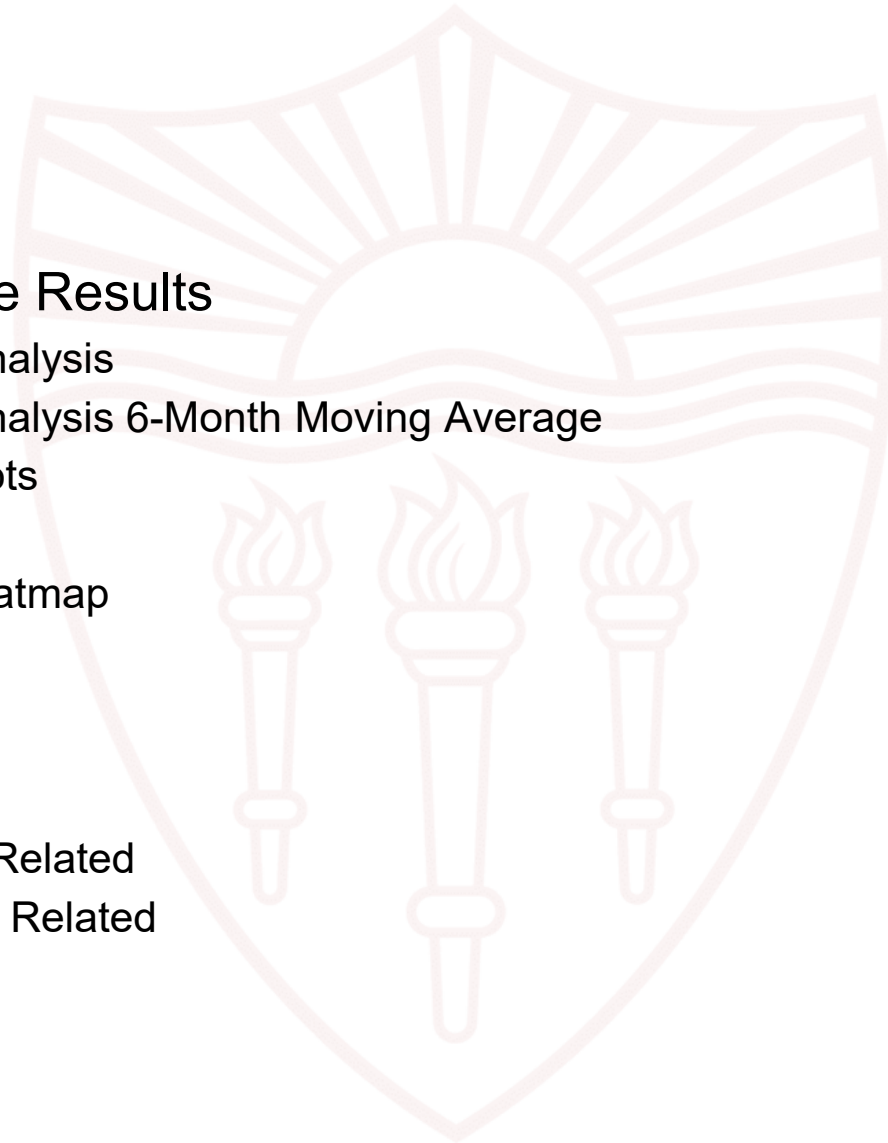 e Results
nalysis
nalysis 6-Month Moving Average
ots
atmap
Related
Related